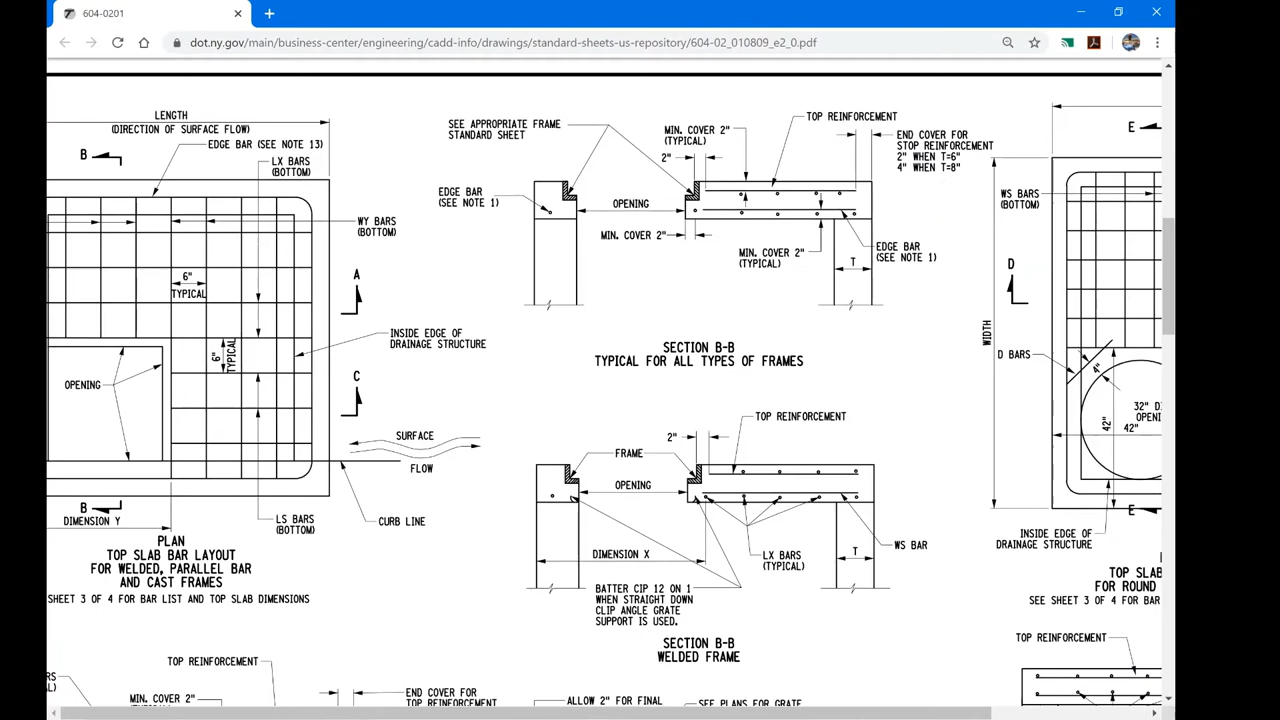 604-0201
dot.ny.gov/main/business-center/engineering/cadd-info/drawings/standard-sheets-us-repository/604-02_010809_e2_0.pdf
LENGTH
(DIRECTION OF SURFACE FLOW)
B
EDGE BAR (SEE NOTE 13)
LX BARS
(BOTTOM)
WY BARS
(BOTTOM)
6"
TYPICAL
A
6"
TYPICAL
INSIDE EDGE OF
DRAINAGE STRUCTURE
OPENING
C
SURFACE
FLOW
B
DIMENSION Y
LS BARS
(BOTTOM)
CURB LINE
PLAN
TOP SLAB BAR LAYOUT
FOR WELDED, PARALLEL BAR
AND CAST FRAMES
SHEET 3 OF 4 FOR BAR LIST AND TOP SLAB DIMENSIONS
SEE APPROPRIATE FRAME
STANDARD SHEET
MIN. COVER 2"
(TYPICAL)
2"
TOP REINFORCEMENT
END COVER FOR
STOP REINFORCEMENT
2" WHEN T=6"
4" WHEN T=8"
EDGE BAR
(SEE NOTE 1)
OPENING
MIN. COVER 2"
MIN. COVER 2"
(TYPICAL)
EDGE BAR
(SEE NOTE 1)
T
SECTION B-B
TYPICAL FOR ALL TYPES OF FRAMES
TOP REINFORCEMENT
2"
FRAME
OPENING
DIMENSION X
LX BARS
(TYPICAL)
WS BAR
T
BATTER CIP 12 ON 1
WHEN STRAIGHT DOWN
CLIP ANGLE GRATE
SUPPORT IS USED.
SECTION B-B
WELDED FRAME
E
WS BARS
(BOTTOM)
D
WIDTH
D BARS
4"
32" D
OPENI
42"
42"
E
INSIDE EDGE OF
DRAINAGE STRUCTURE
TOP SLAB
FOR ROUND
SEE SHEET 3 OF 4 FOR BAR
TOP REINFORCEMENT
TOP REINFORCEMENT
MIN. COVER 2"
END COVER FOR
TOP REINFORCEMENT
ALLOW 2" FOR FINAL
SEE PLANS FOR GRATE